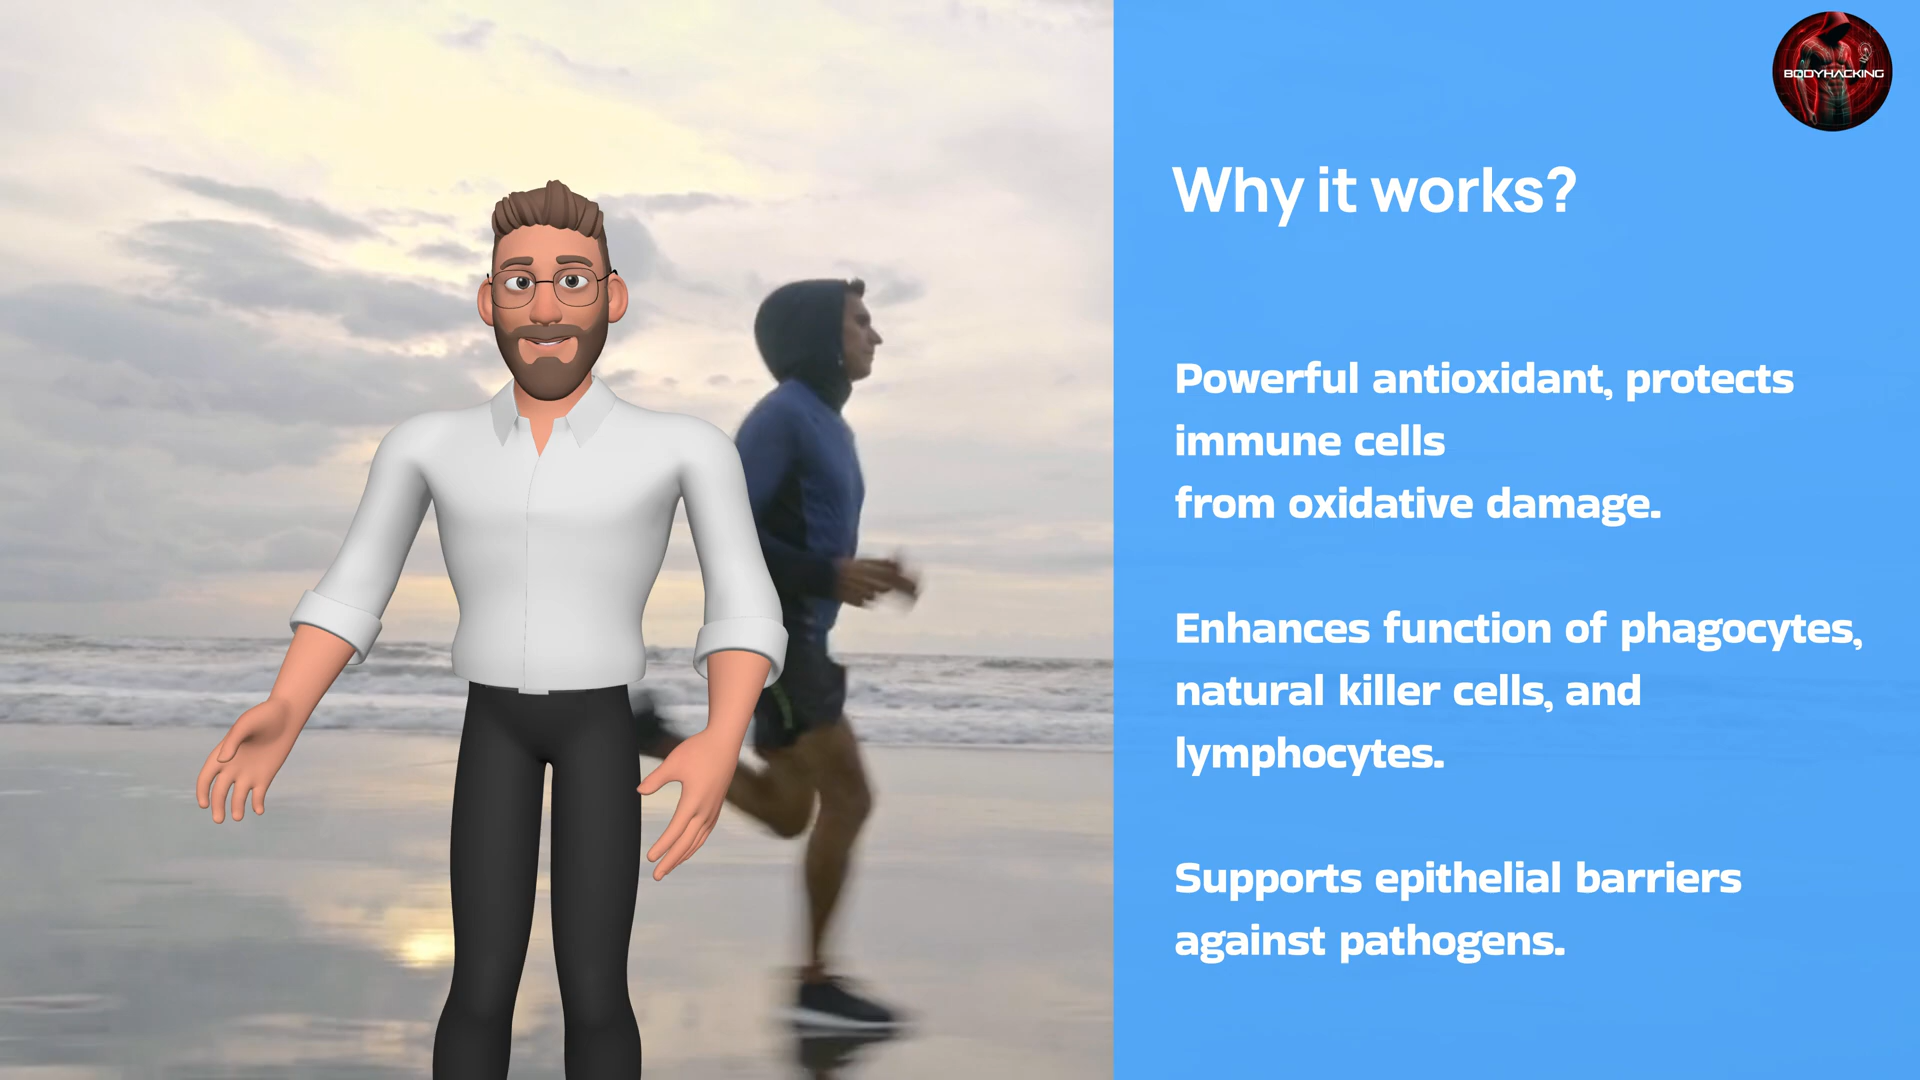 BODYHACKING
Why it works?
Powerful antioxidant, protects
immune cells
from oxidative damage.
Enhances function of phagocytes,
natural killer cells, and
lymphocytes.
Supports epithelial barriers
against pathogens.